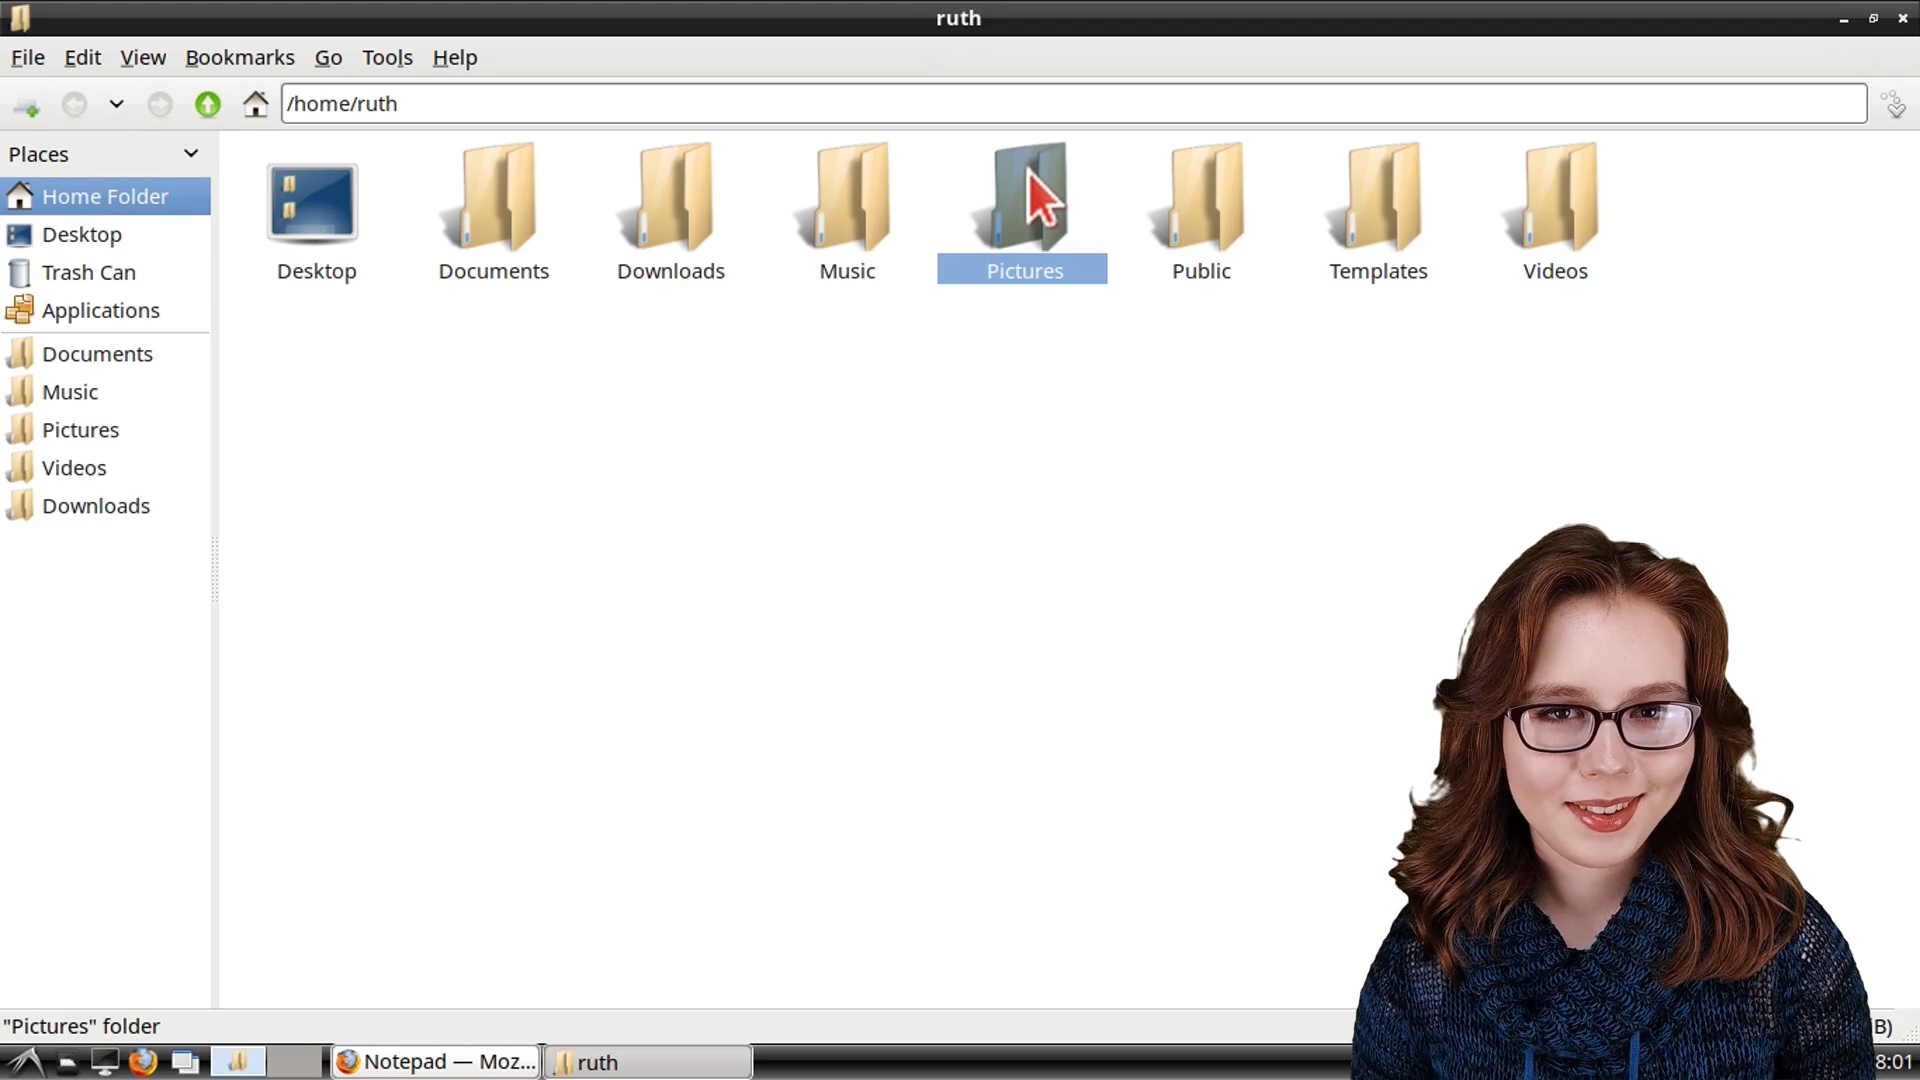 ruth
File Edit View Bookmarks Go Tools Help
/home/ruth
Places
Home Folder
Desktop
Trash Can
Applications
Documents
Music
Pictures
Videos
Downloads
Desktop Documents Downloads Music Pictures Public Templates Videos
"Pictures" folder
B)
Notepad — Moz...
ruth
8:01